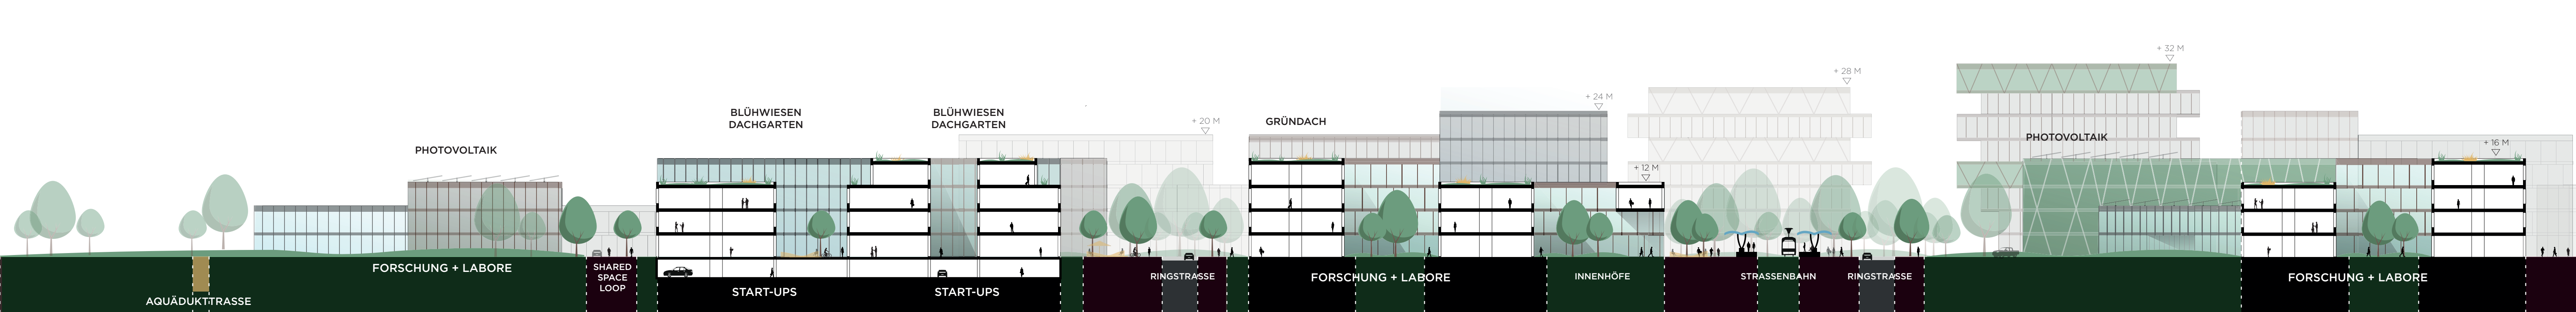 + 32 M
+ 28 M
+ 24 M
BLÜHWIESEN
DACHGARTEN
BLÜHWIESEN
DACHGARTEN
+ 20 M
GRÜNDACH
PHOTOVOLTAIK
PHOTOVOLTAIK
+ 16 M
+ 12 M
FORSCHUNG + LABORE
SHARED
SPACE
LOOP
AQUÄDUKTTRASSE
START-UPS
START-UPS
RINGSTRASSE
FORSCHUNG + LABORE
INNENHÖFE
STRASSENBAHN
RINGSTRASSE
FORSCHUNG + LABORE